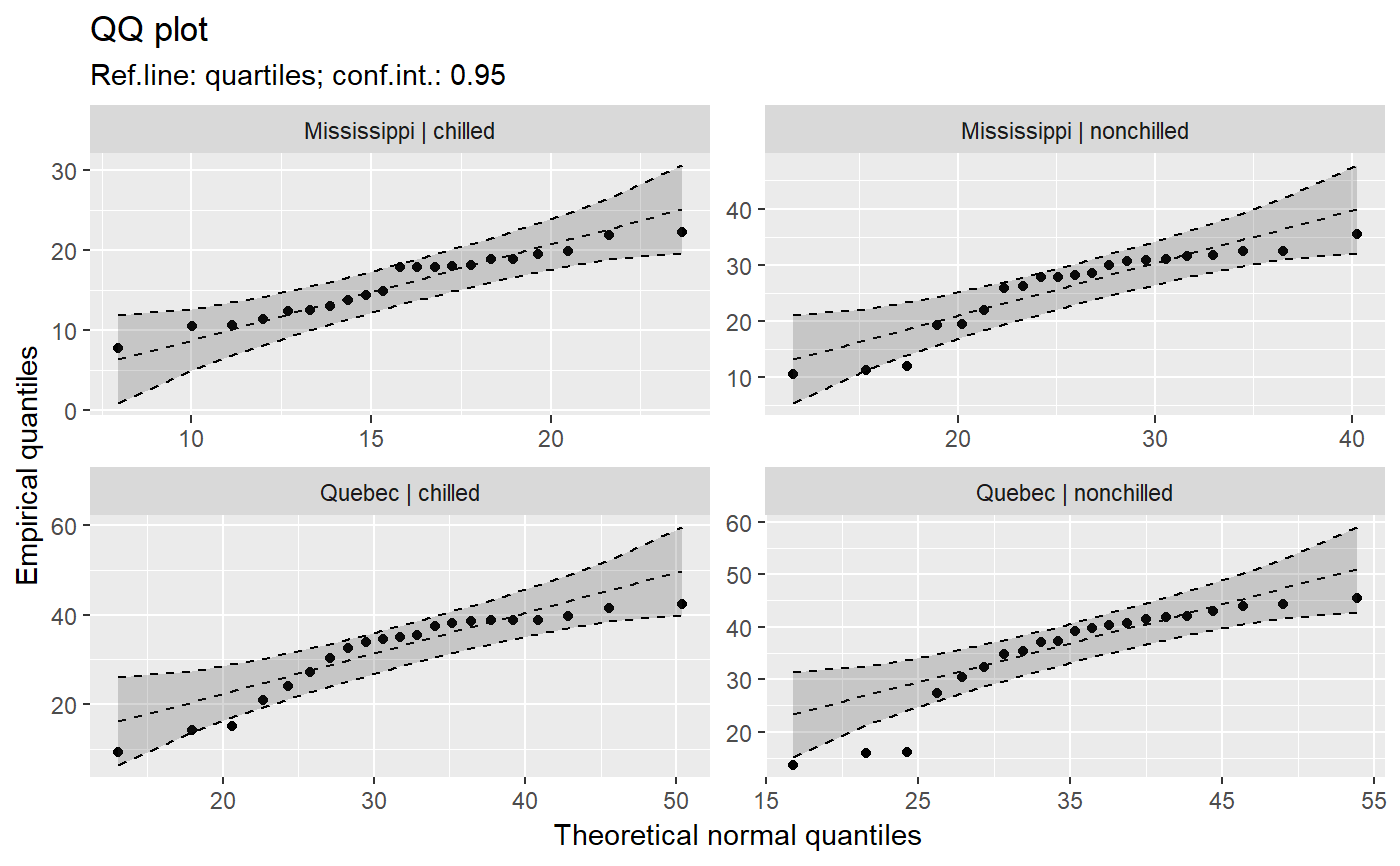 QQ plot
Ref.line: quartiles; conf.int.: 0.95
Mississippi | chilled
Mississippi | nonchilled
30
20
10
0
40
30
20
10
10 15 20
20 30 40
Empirical quantiles
Quebec | chilled
Quebec | nonchilled
60
40
20
60
50
40
30
20
20 30 40 50
15 25 35 45 55
Theoretical normal quantiles